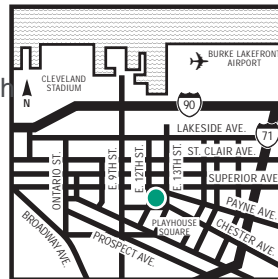 h
CLEVELAND
STADIUM
BURKE LAKEFRONT
AIRPORT
N
90
LAKESIDE AVE.
71
ST. CLAIR AVE.
SUPERIOR AVE.
ONTARIO ST.
E. 9TH ST.
E. 12TH ST.
E. 13TH ST.
PAYNE AVE.
PLAYHOUSE
SQUARE
CHESTER AVE.
BROADWAY AVE.
PROSPECT AVE.